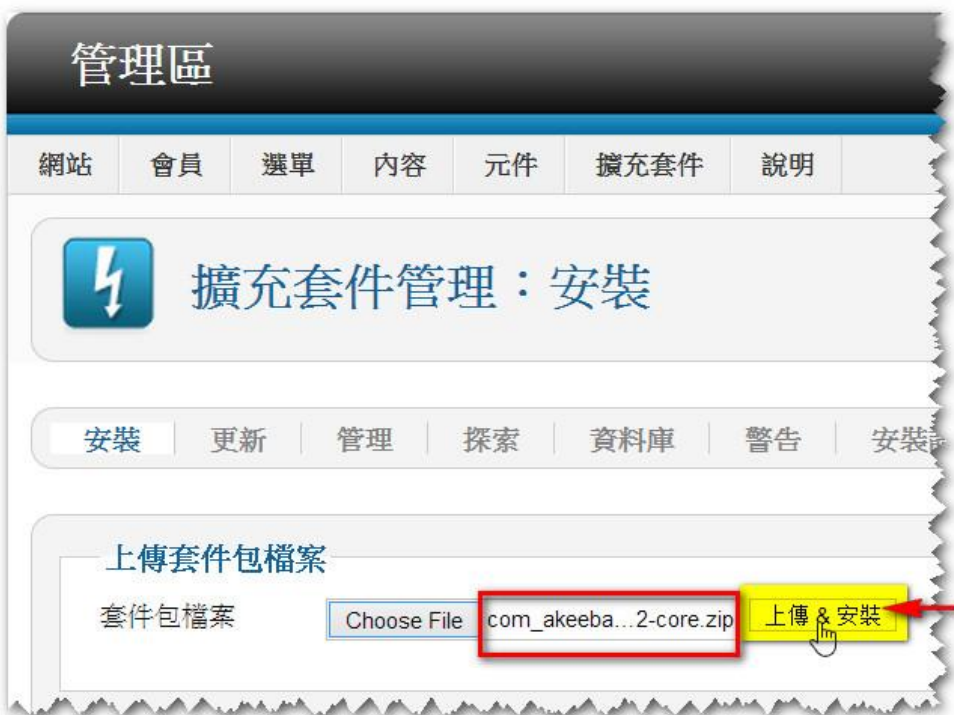 管理區
網站 會員 選單 內容 元件 擴充套件 說明
擴充套件管理：安裝
安裝 更新 管理 探索 資料庫 警告 安裝
上傳套件包檔案
套件包檔案 Choose File com_akeeba...2-core.zip 上傳 & 安裝